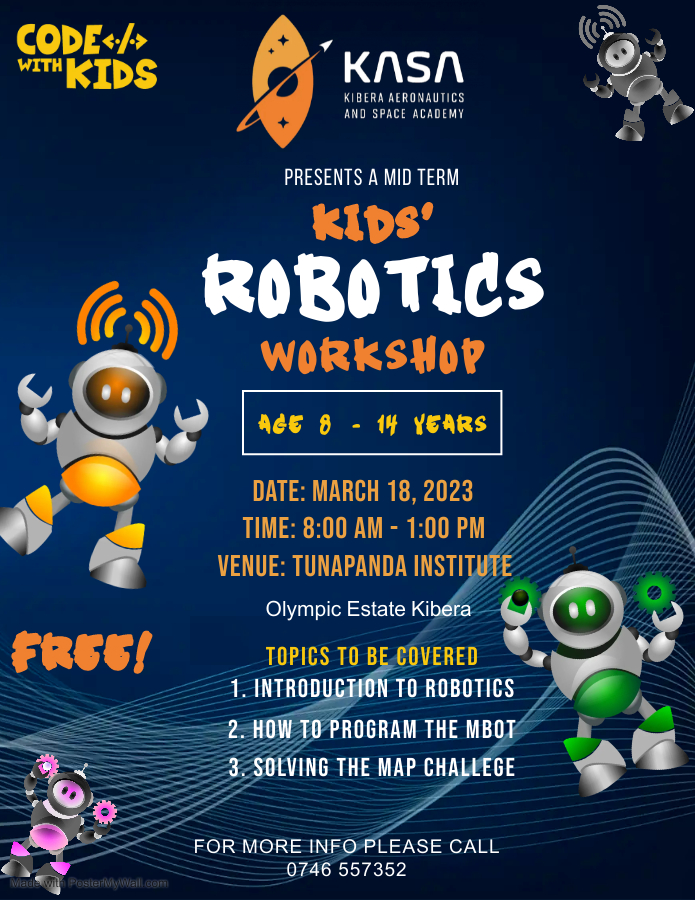 CODE </>
WITH KIDS
KASA
KIBERA AERONAUTICS
AND SPACE ACADEMY
PRESENTS A MID TERM
KIDS'
ROBOTICS
WORKSHOP
AGE 8 - 14 YEARS
DATE: MARCH 18, 2023
TIME: 8:00 AM - 1:00 PM
VENUE: TUNAPANDA INSTITUTE
Olympic Estate Kibera
FREE!
TOPICS TO BE COVERED
1. INTRODUCTION TO ROBOTICS
2. HOW TO PROGRAM THE MBOT
3. SOLVING THE MAP CHALLEGE
FOR MORE INFO PLEASE CALL
0746 557352
Made with PosterMyWall.com